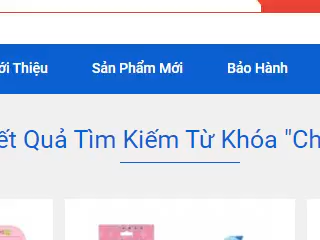 ới Thiệu Sản Phẩm Mới Bảo Hành
ết Quả Tìm Kiếm Từ Khóa "Ch